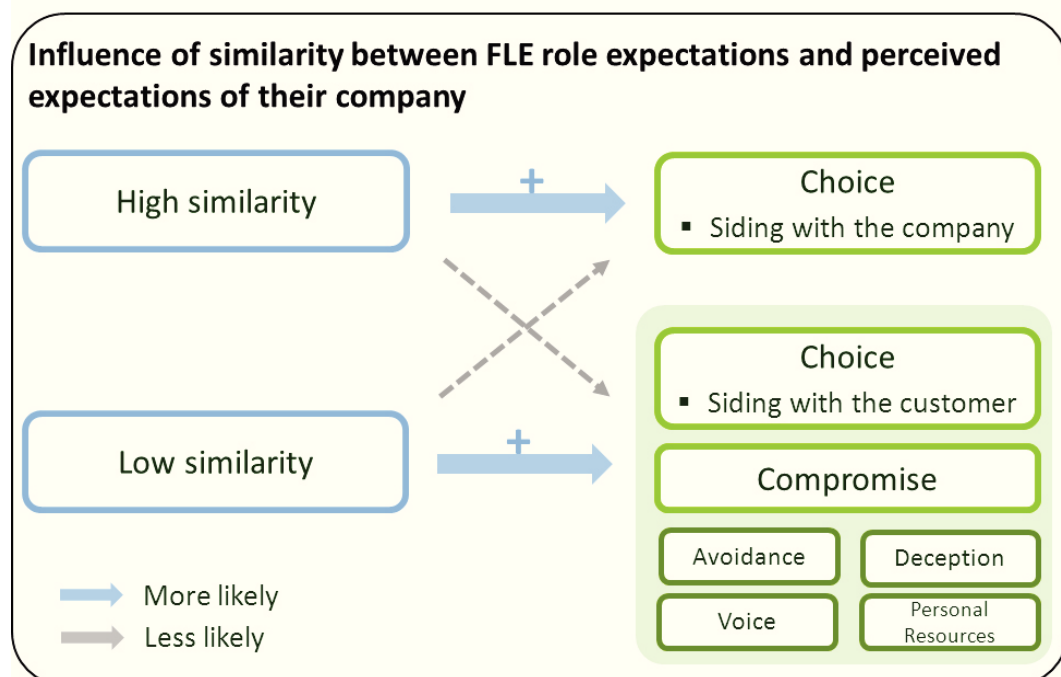 Influence of similarity between FLE role expectations and perceived
expectations of their company
High similarity
+
Choice
▪ Siding with the company
Choice
▪ Siding with the customer
Low similarity
+
Compromise
Avoidance
Deception
Voice
Personal
Resources
More likely
Less likely